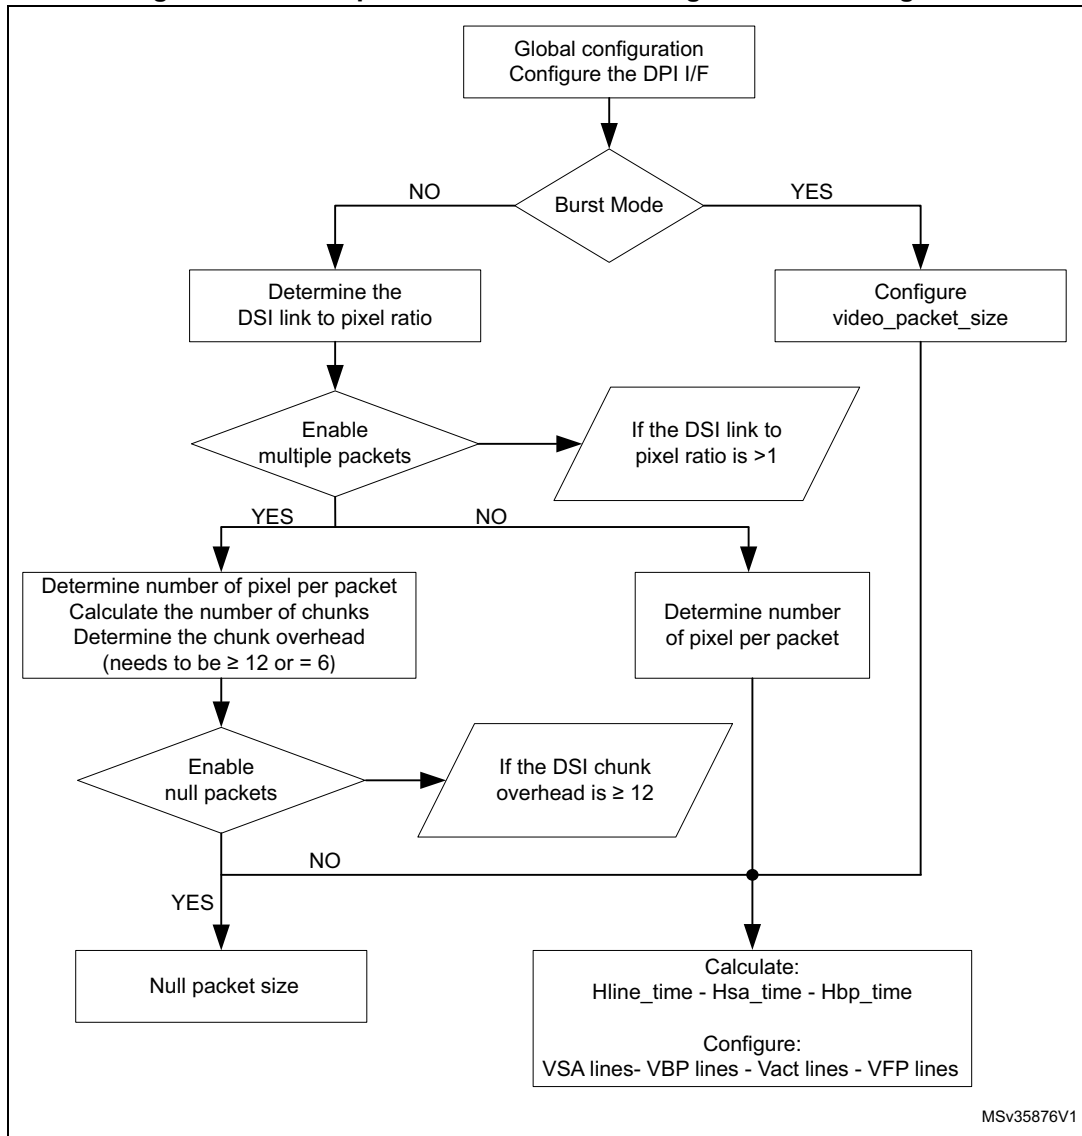 Global configuration
Configure the DPI I/F
NO
Burst Mode
YES
Determine the
DSI link to pixel ratio
Configure
video_packet_size
Enable
multiple packets
If the DSI link to
pixel ratio is >1
YES
NO
Determine number of pixel per packet
Calculate the number of chunks
Determine the chunk overhead
(needs to be ≥ 12 or = 6)
Determine number
of pixel per packet
Enable
null packets
If the DSI chunk
overhead is ≥ 12
NO
YES
Null packet size
Calculate:
Hline_time - Hsa_time - Hbp_time
Configure:
VSA lines- VBP lines - Vact lines - VFP lines
MSv35876V1